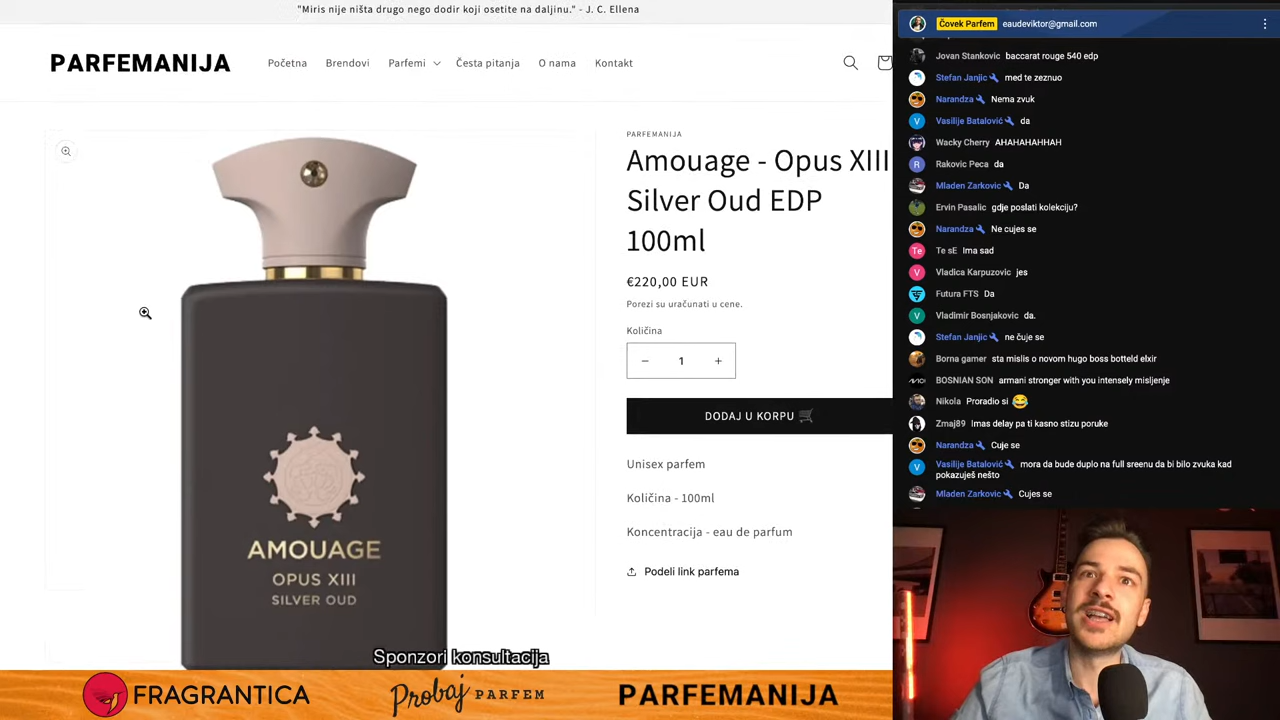 "Miris nije ništa drugo nego dodir koji osetite na daljinu." - J. C. Ellena
PARFEMANIJA
Početna
Brendovi
Parfemi
Česta pitanja
O nama
Kontakt
PARFEMANIJA
Amouage - Opus XIII
Silver Oud EDP
100ml
€220,00 EUR
Porezi su uračunati u cene.
Količina
− 1 +
DODAJ U KORPU 🛒
Unisex parfem
Količina - 100ml
Koncentracija - eau de parfum
Podeli link parfema
AMOUAGE
OPUS XIII
SILVER OUD
Sponzori konsultacija
FRAGRANTICA
Probaj PARFEM
PARFEMANIJA
Čovek Parfem eaudeviktor@gmail.com
Jovan Stankovic baccarat rouge 540 edp
Stefan Janjic med te zeznuo
Narandza Nema zvuk
Vasilije Batalović da
Wacky Cherry AHAHAHAHHAH
Rakovic Peca da
Mladen Zarkovic Da
Ervin Pasalic gdje poslati kolekciju?
Narandza Ne cujes se
Te sE Ima sad
Vladica Karpuzovic jes
Futura FTS Da
Vladimir Bosnjakovic da.
Stefan Janjic ne čuje se
Borna gamer sta mislis o novom hugo boss botteld elxir
BOSNIAN SON armani stronger with you intensely misljenje
Nikola Proradio si 😂
Zmaj89 Imas delay pa ti kasno stizu poruke
Narandza Cuje se
Vasilije Batalović mora da bude duplo na full sreenu da bi bilo zvuka kad
pokazuješ nešto
Mladen Zarkovic Cujes se